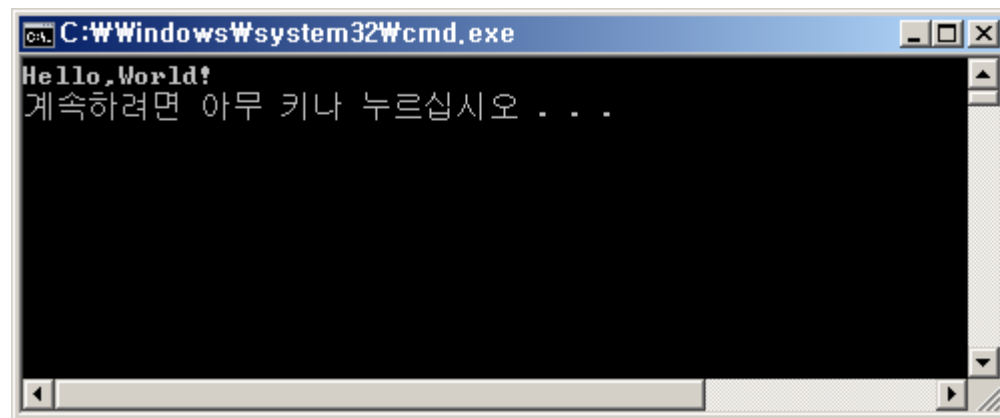 C:₩Windows₩system32₩cmd.exe
Hello,World!
계속하려면 아무 키나 누르십시오 . . .